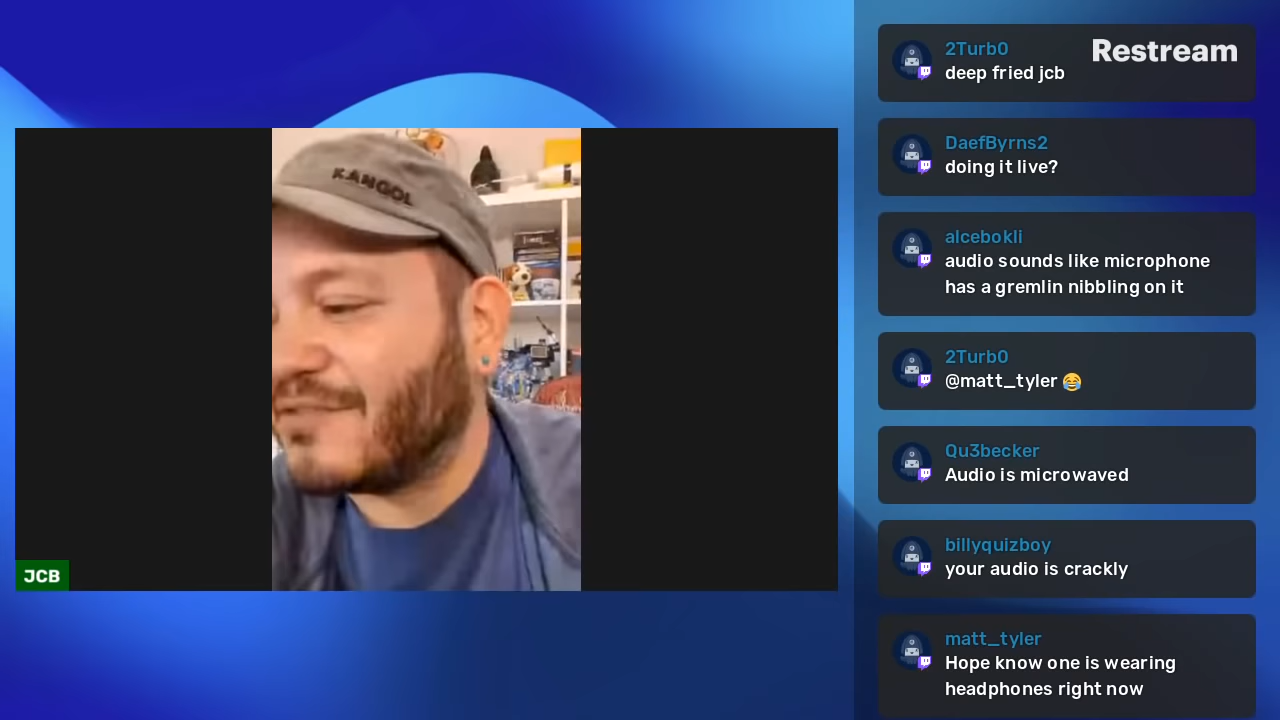 KANGOL
JCB
Restream
2Turb0
deep fried jcb
DaefByrns2
doing it live?
alcebokli
audio sounds like microphone
has a gremlin nibbling on it
2Turb0
@matt_tyler 😂
Qu3becker
Audio is microwaved
billyquizboy
your audio is crackly
matt_tyler
Hope know one is wearing
headphones right now